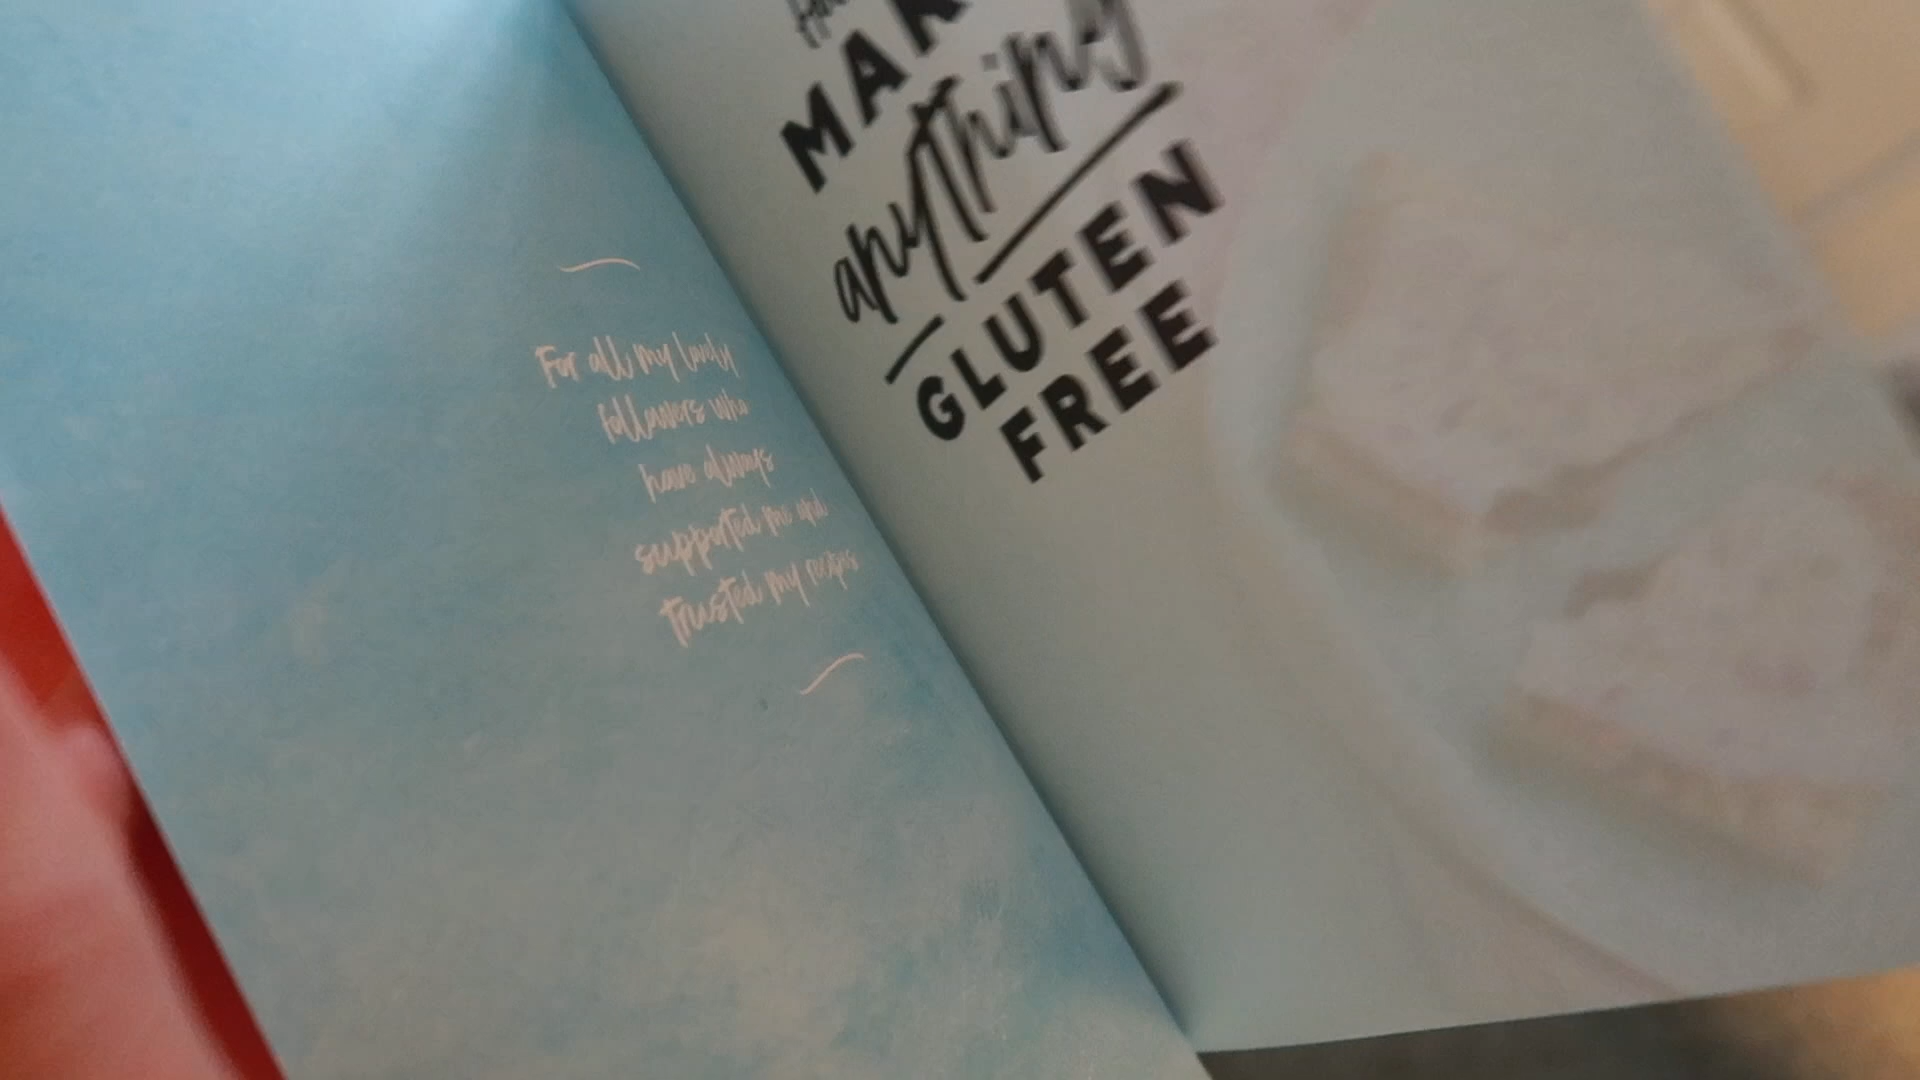 For all my lovely
followers who
have always
supported me and
trusted my recipes
MAK
anything
GLUTEN
FREE